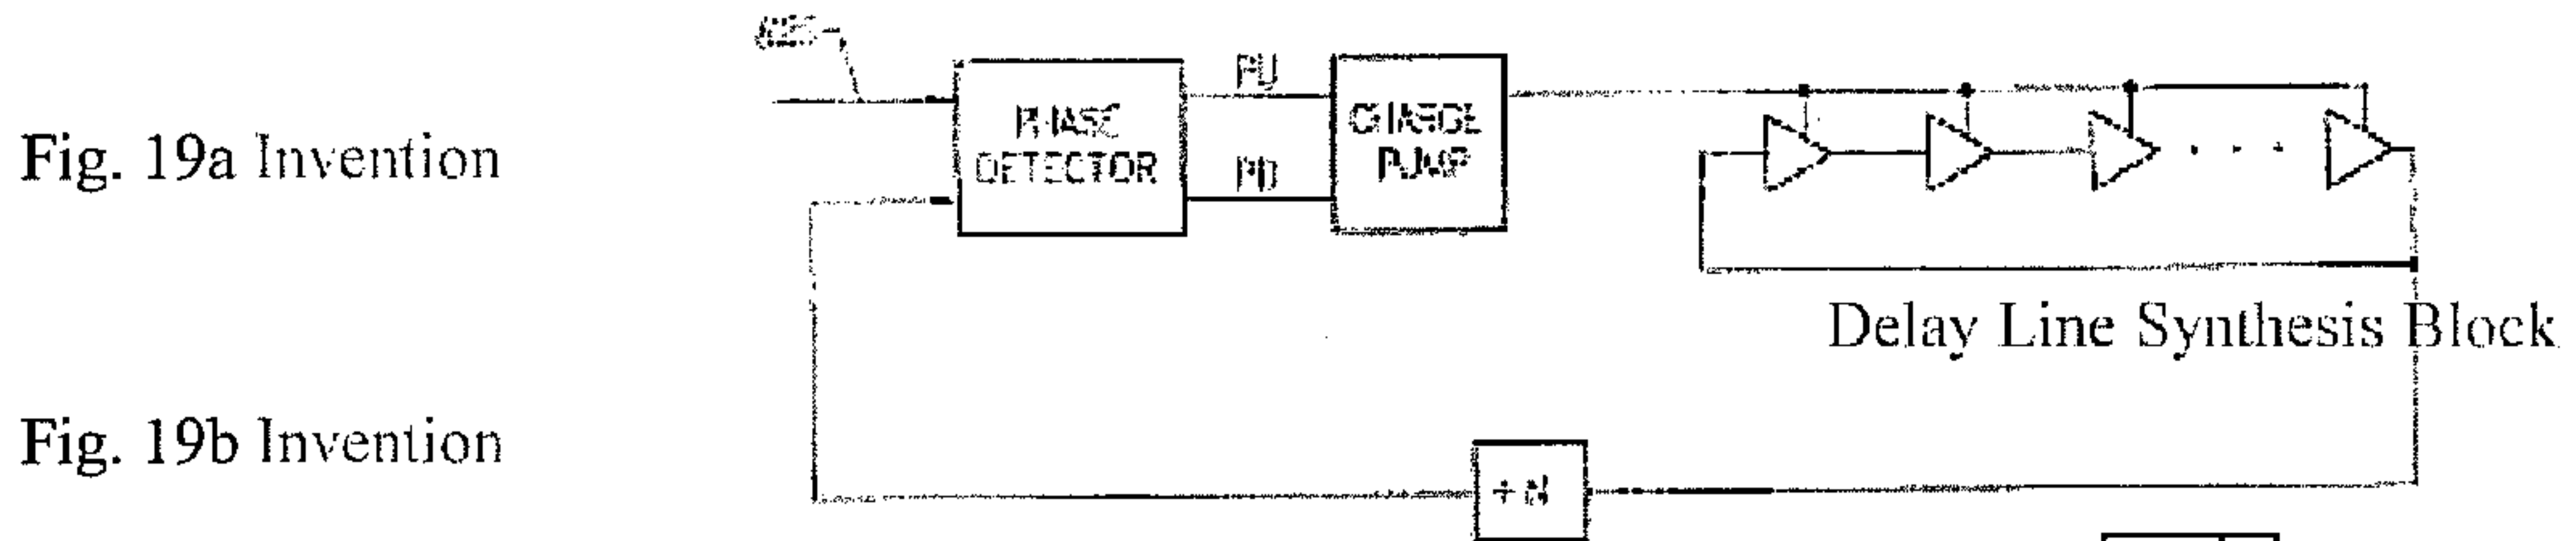 Fig. 19a Invention
PHASE
DETECTOR
PU
PD
CHARGE
PUMP
Delay Line Synthesis Block
Fig. 19b Invention
÷ N